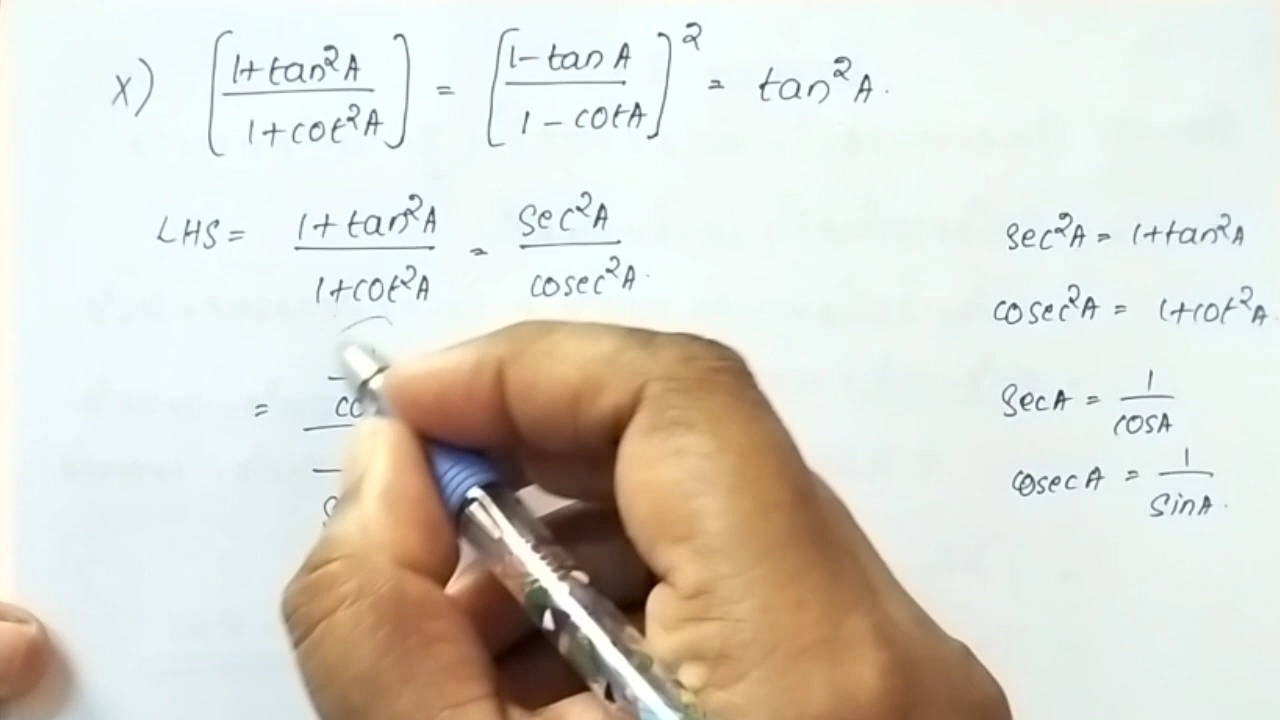 x) [1+tan²A / 1+cot²A] = [1-tan A / 1-cotA]² = tan²A.
LHS = 1+tan²A / 1+cot²A = sec²A / cosec²A.
=
sec²A = 1+tan²A
cosec²A = 1+cot²A
secA = 1 / cosA
cosecA = 1 / sinA.